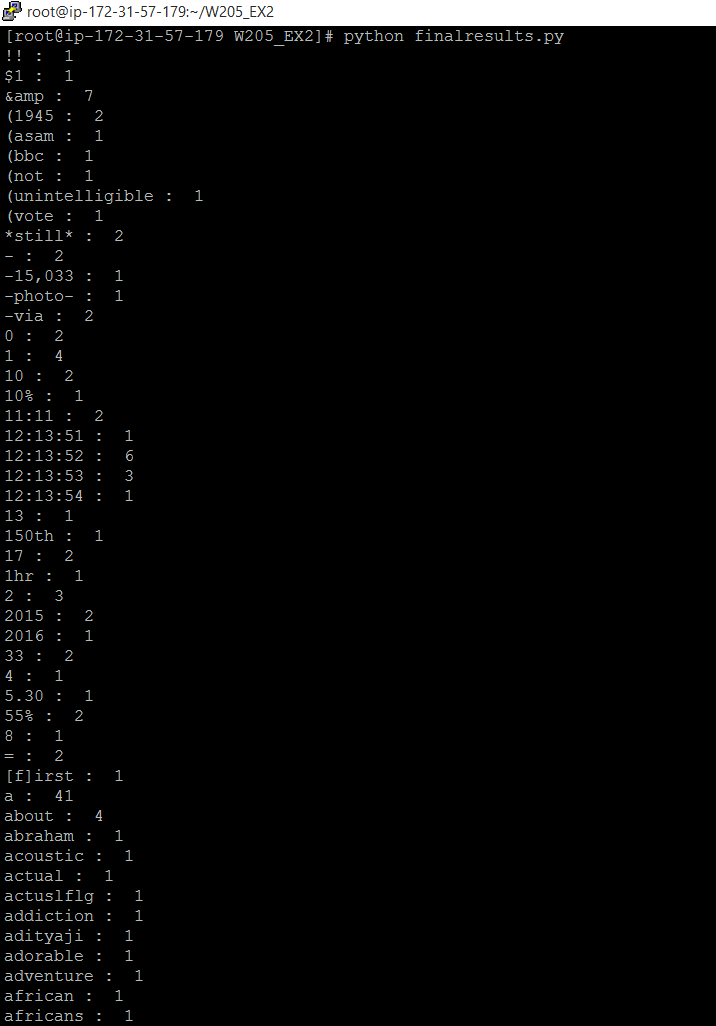 root@ip-172-31-57-179:~/W205_EX2
[root@ip-172-31-57-179 W205_EX2]# python finalresults.py
!! :  1
$1 :  1
&amp :  7
(1945 :  2
(asam :  1
(bbc :  1
(not :  1
(unintelligible :  1
(vote :  1
*still* :  2
- :  2
-15,033 :  1
-photo- :  1
-via :  2
0 :  2
1 :  4
10 :  2
10% :  1
11:11 :  2
12:13:51 :  1
12:13:52 :  6
12:13:53 :  3
12:13:54 :  1
13 :  1
150th :  1
17 :  2
1hr :  1
2 :  3
2015 :  2
2016 :  1
33 :  2
4 :  1
5.30 :  1
55% :  2
8 :  1
= :  2
[f]irst :  1
a :  41
about :  4
abraham :  1
acoustic :  1
actual :  1
actuslflg :  1
addiction :  1
adityaji :  1
adorable :  1
adventure :  1
african :  1
africans :  1